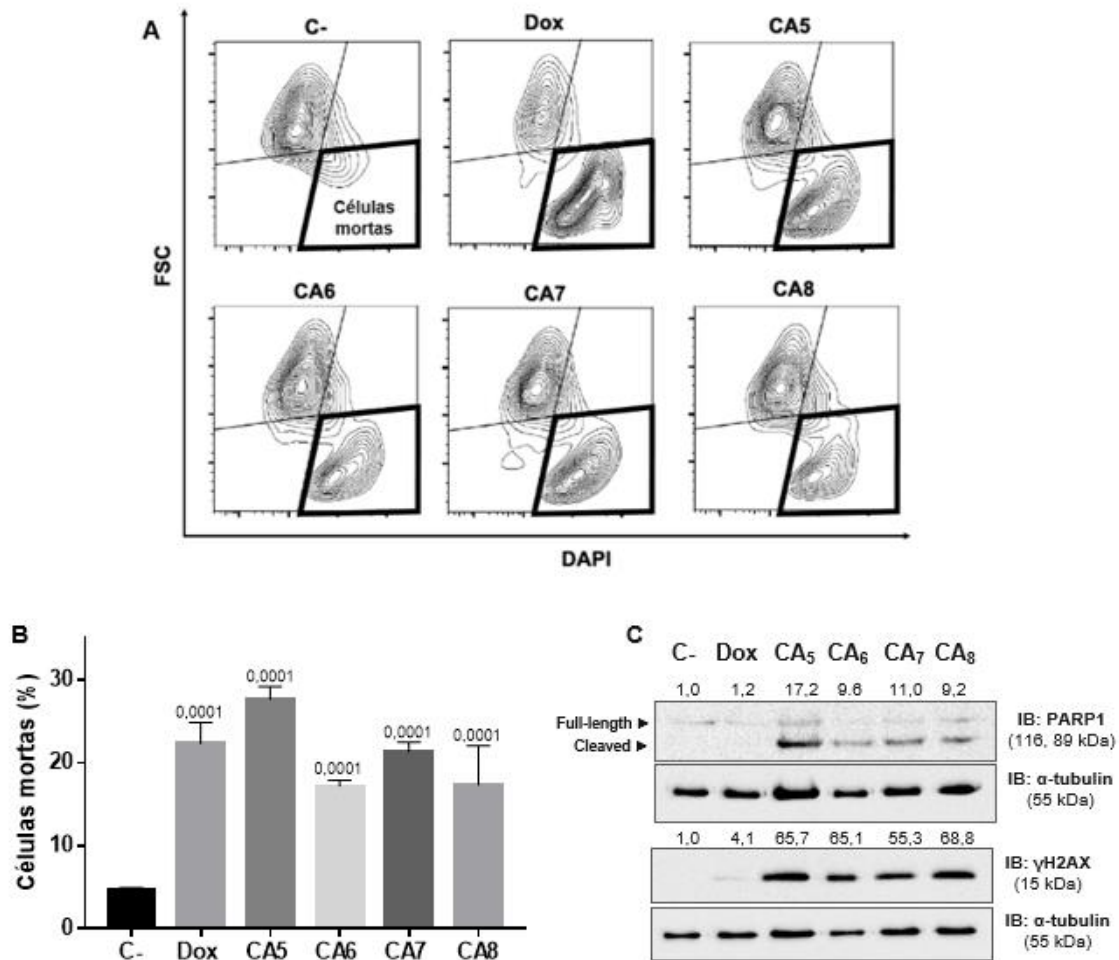 A
C-
Dox
CA5
Células
mortas
FSC
CA6
CA7
CA8
DAPI
B
Células mortas (%)
30
20
10
0
0,0001
0,0001
0,0001
0,0001
0,0001
C-
Dox
CA5
CA6
CA7
CA8
C
C- Dox CA5 CA6 CA7 CA8
1,0 1,2 17,2 9.6 11,0 9,2
Full-length ►
Cleaved ►
IB: PARP1
(116, 89 kDa)
IB: α-tubulin
(55 kDa)
1,0 4,1 65,7 65,1 55,3 68,8
IB: γH2AX
(15 kDa)
IB: α-tubulin
(55 kDa)